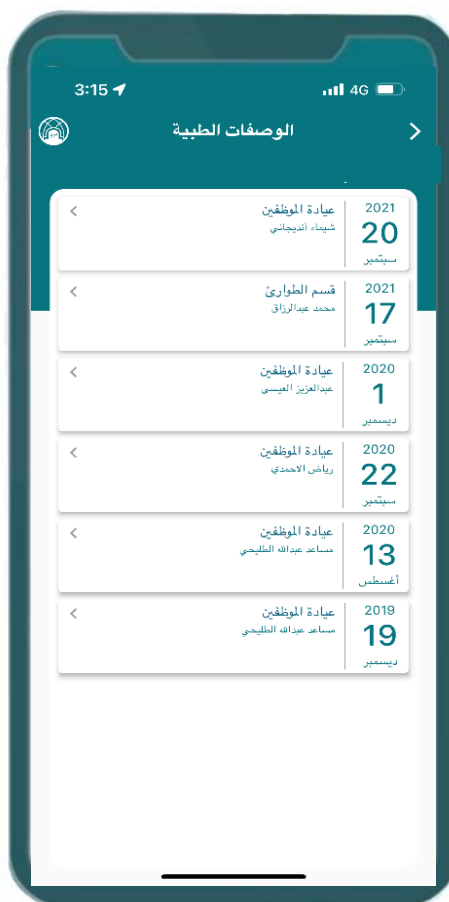 3:15
4G
الوصفات الطبية
2021
20
سبتمبر
عيادة الموظفين
شيماء انديجاني
2021
17
سبتمبر
قسم الطوارئ
محمد عبدالرزاق
2020
1
ديسمبر
عيادة الموظفين
عبدالعزيز العيسى
2020
22
سبتمبر
عيادة الموظفين
رياض الاحمدي
2020
13
أغسطس
عيادة الموظفين
مساعد عبدالله الطليحي
2019
19
ديسمبر
عيادة الموظفين
مساعد عبدالله الطليحي